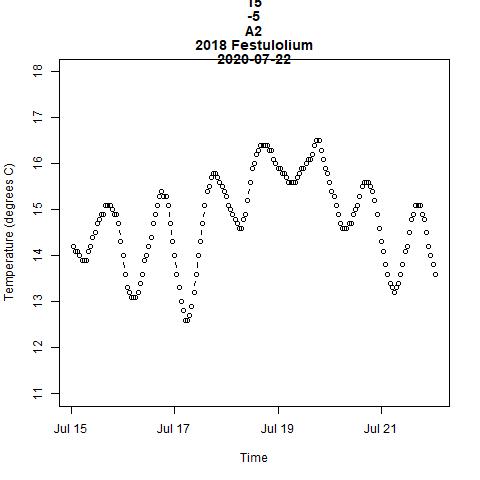 15
-5
A2
2018 Festulolium
2020-07-22
18
17
16
15
14
13
12
11
Temperature (degrees C)
Jul 15
Jul 17
Jul 19
Jul 21
Time